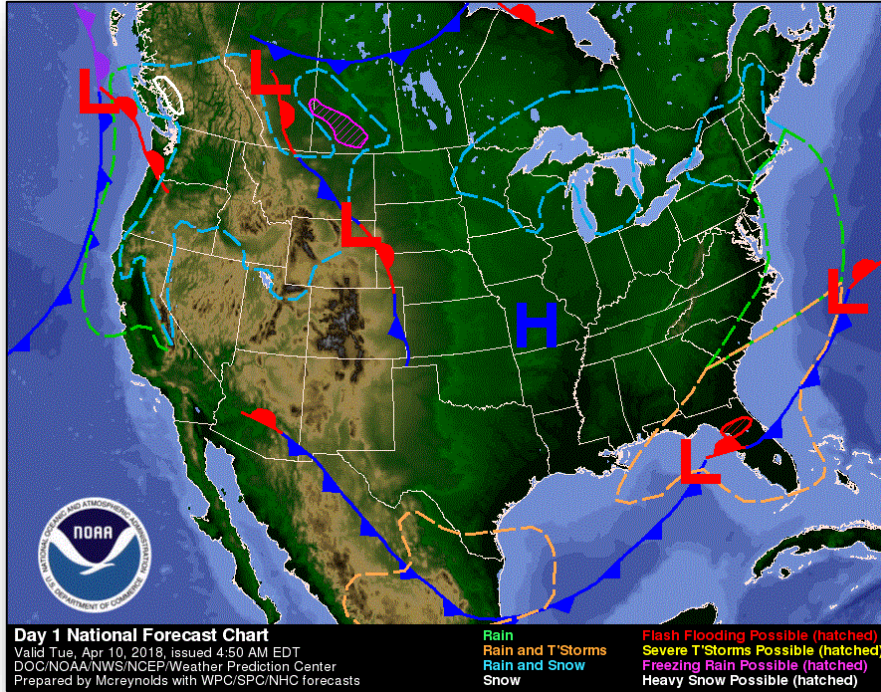 L
L
L
L
L
H
NATIONAL OCEANIC AND ATMOSPHERIC ADMINISTRATION
NOAA
U.S. DEPARTMENT OF COMMERCE
Day 1 National Forecast Chart
Valid Tue, Apr 10, 2018, issued 4:50 AM EDT
DOC/NOAA/NWS/NCEP/Weather Prediction Center
Prepared by Mcreynolds with WPC/SPC/NHC forecasts
Rain
Rain and T'Storms
Rain and Snow
Snow
Flash Flooding Possible (hatched)
Severe T'Storms Possible (hatched)
Freezing Rain Possible (hatched)
Heavy Snow Possible (hatched)